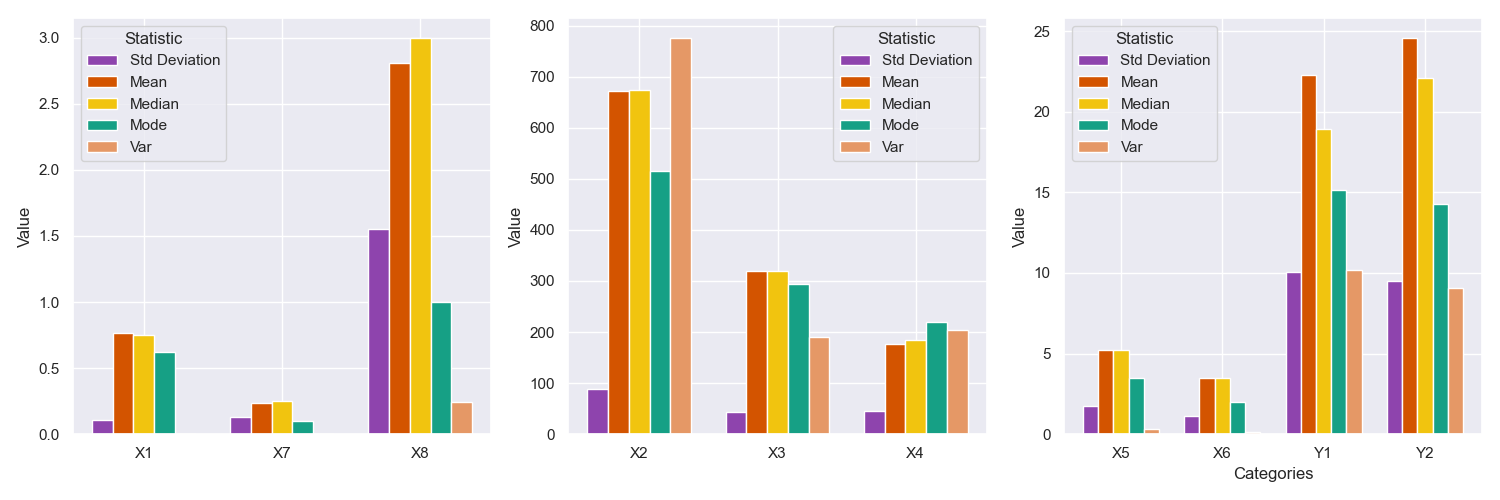 Statistic
Std Deviation
Mean
Median
Mode
Var
Value
3.0
2.5
2.0
1.5
1.0
0.5
0.0
X1 X7 X8
Statistic
Std Deviation
Mean
Median
Mode
Var
Value
800
700
600
500
400
300
200
100
0
X2 X3 X4
Statistic
Std Deviation
Mean
Median
Mode
Var
Value
25
20
15
10
5
0
X5 X6 Y1 Y2
Categories